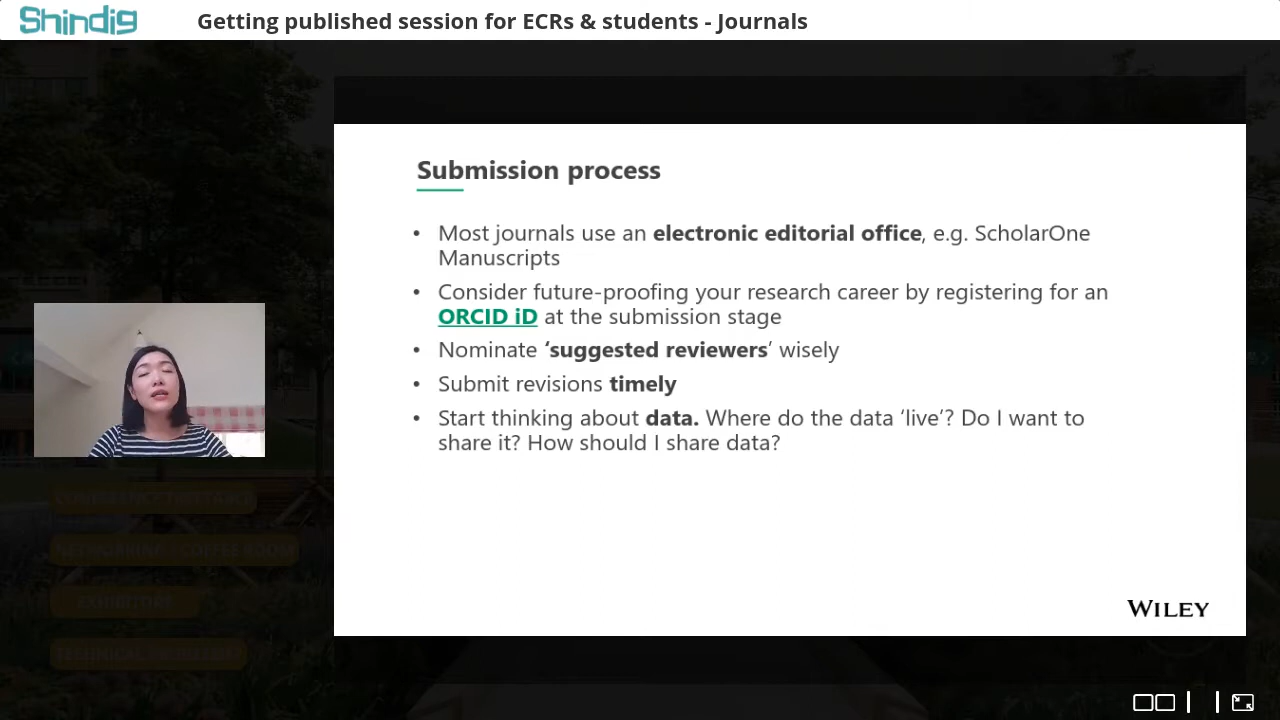 Shindig
Getting published session for ECRs & students - Journals
Submission process
• Most journals use an electronic editorial office, e.g. ScholarOne
Manuscripts
• Consider future-proofing your research career by registering for an
ORCID iD at the submission stage
• Nominate ‘suggested reviewers’ wisely
• Submit revisions timely
• Start thinking about data. Where do the data ‘live’? Do I want to
share it? How should I share data?
WILEY
EXHIBITORS